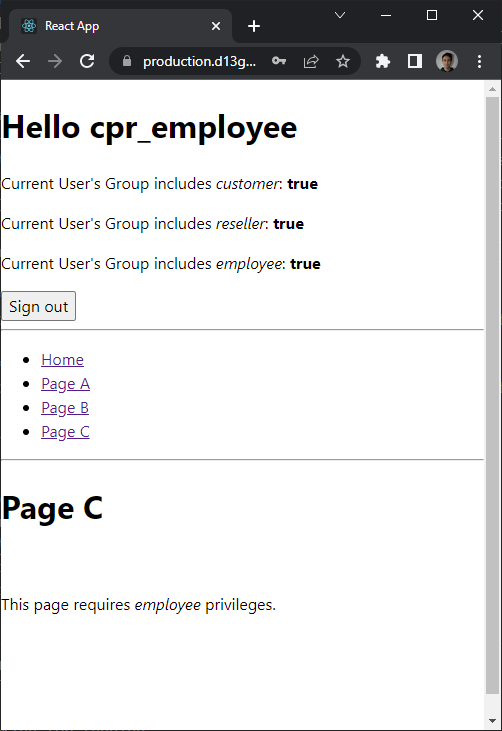 React App
production.d13g...
Hello cpr_employee
Current User's Group includes customer: true
Current User's Group includes reseller: true
Current User's Group includes employee: true
Sign out
Home
Page A
Page B
Page C
Page C
This page requires employee privileges.